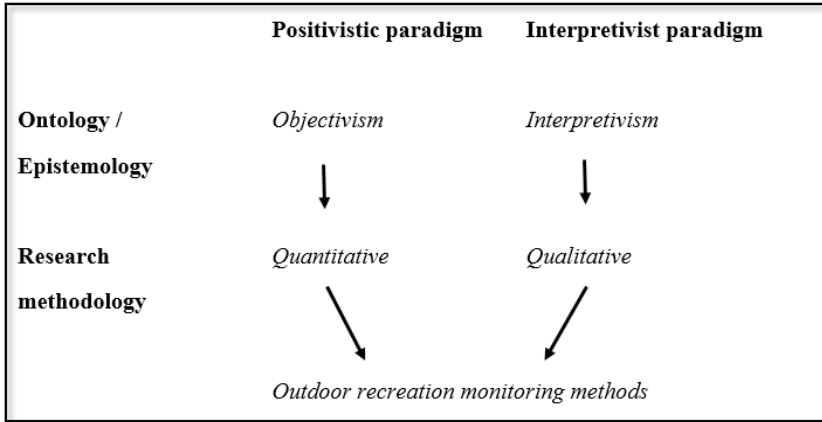 Positivistic paradigm Interpretivist paradigm
Ontology / Objectivism Interpretivism
Epistemology
Research Quantitative Qualitative
methodology
Outdoor recreation monitoring methods